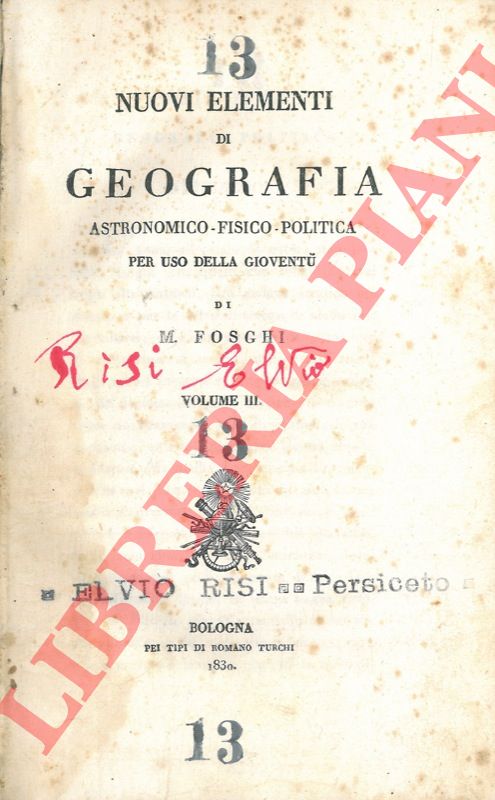 13
NUOVI ELEMENTI
DI
GEOGRAFIA
ASTRONOMICO-FISICO-POLITICA
PER USO DELLA GIOVENTÙ
DI
M. FOSCHI
Risi Elvio
VOLUME III.
13
ELVIO RISI Persiceto
BOLOGNA
PEI TIPI DI ROMANO TURCHI
1830.
13
LIBRERIA PIANI